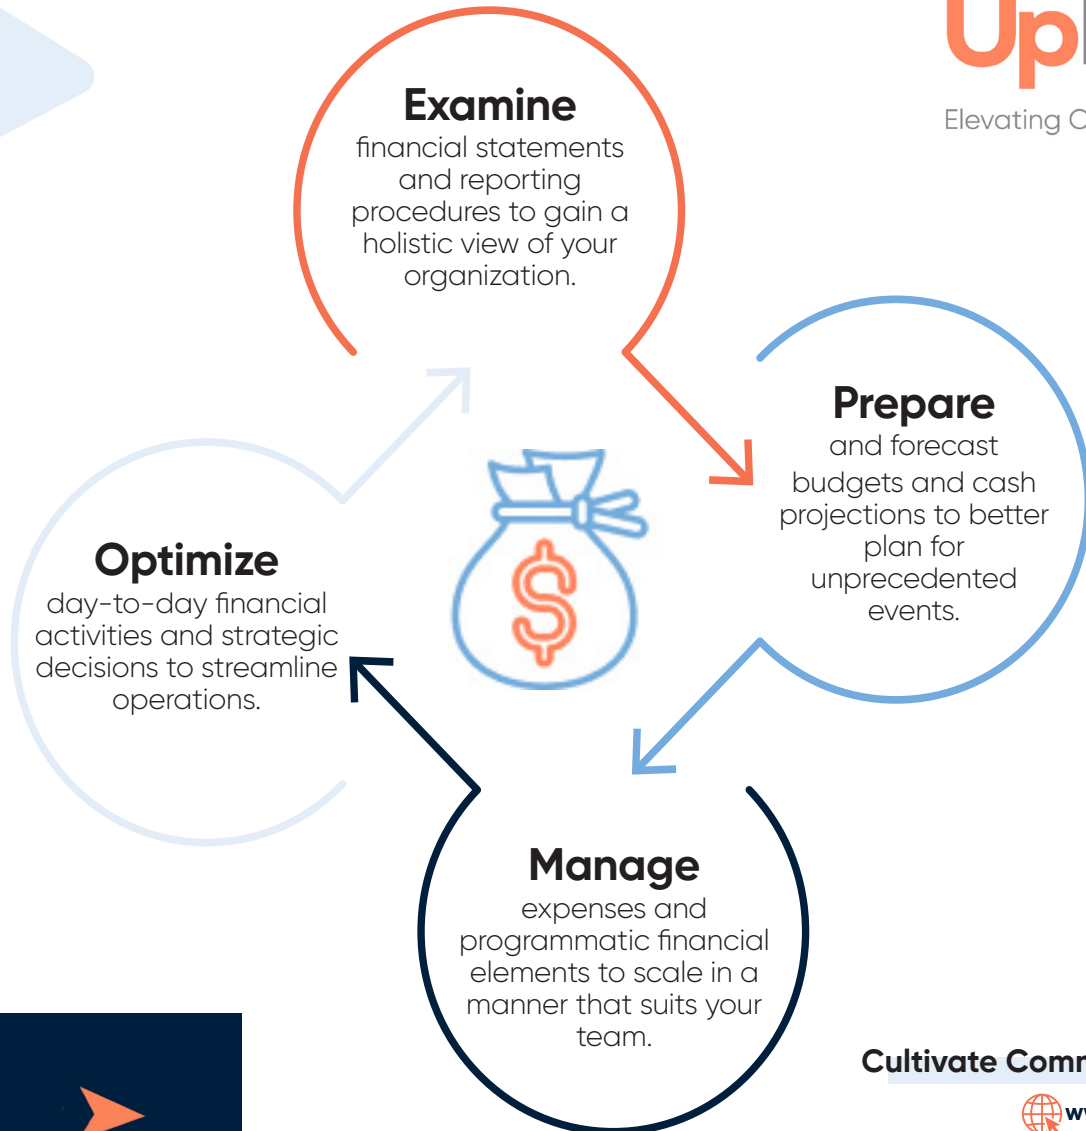 Up
Elevating
Examine
financial statements
and reporting
procedures to gain a
holistic view of your
organization.
Prepare
and forecast
budgets and cash
projections to better
plan for
unprecedented
events.
Optimize
day-to-day financial
activities and strategic
decisions to streamline
operations.
Manage
expenses and
programmatic financial
elements to scale in a
manner that suits your
team.
Cultivate
$